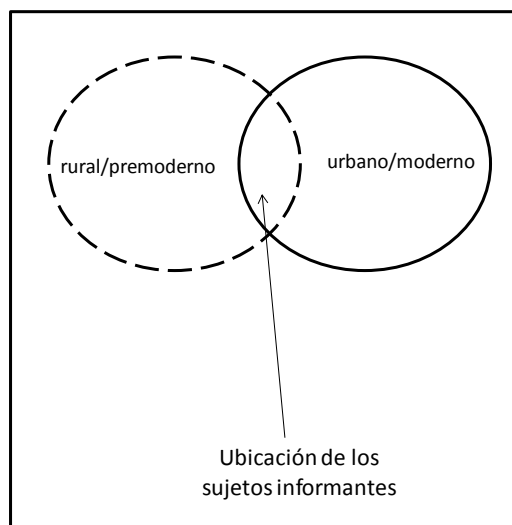 rural/premoderno
urbano/moderno
Ubicación de los
sujetos informantes